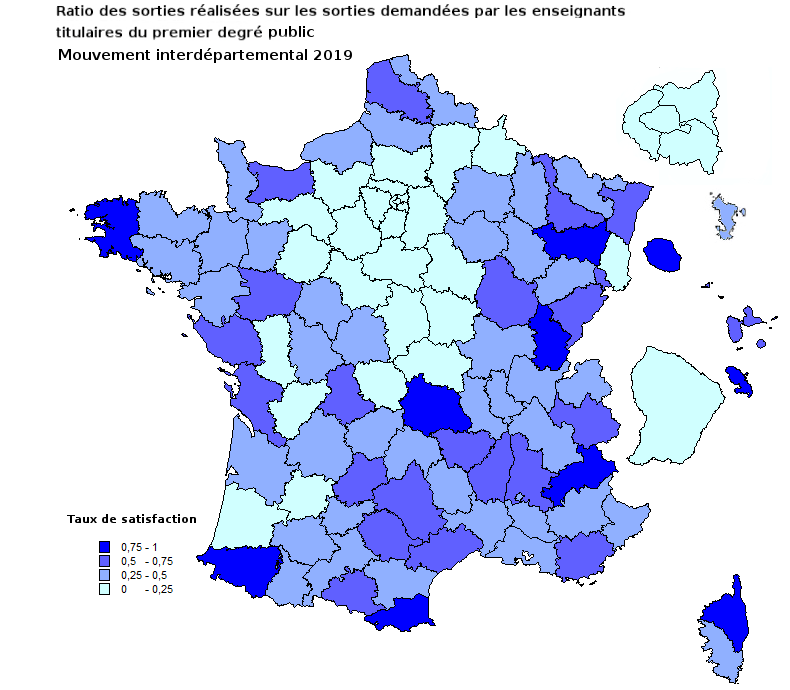 Ratio des sorties réalisées sur les sorties demandées par les enseignants
titulaires du premier degré public
Mouvement interdépartemental 2019
Taux de satisfaction
0,75 - 1
0,5 - 0,75
0,25 - 0,5
0 - 0,25